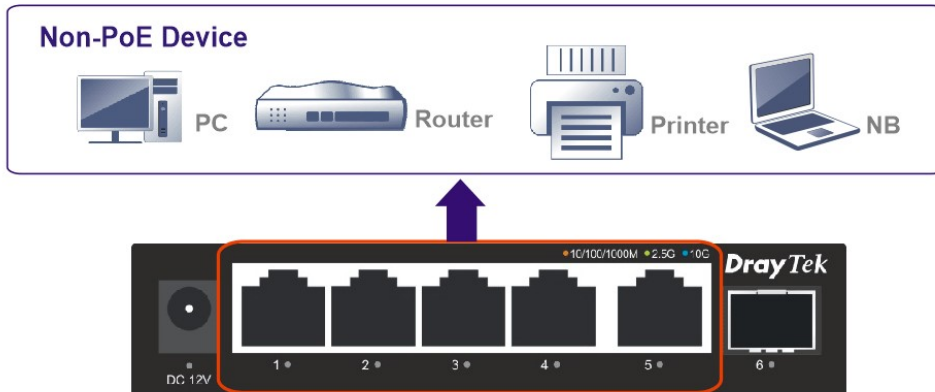 Non-PoE Device
PC
Router
Printer
NB
10/100/1000M 2.5G 10G
DrayTek
DC 12V
1 2 3 4 5 6